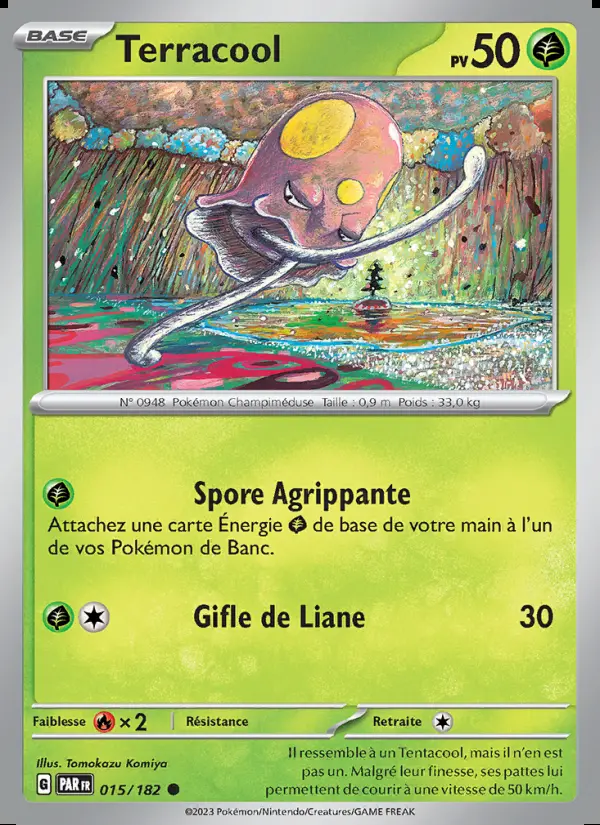 BASE Terracool PV 50
N° 0948 Pokémon Champiméduse Taille : 0,9 m Poids : 33,0 kg
Spore Agrippante
Attachez une carte Énergie de base de votre main à l'un
de vos Pokémon de Banc.
Gifle de Liane 30
Faiblesse ×2 Résistance Retraite
Illus. Tomokazu Komiya
G PAR FR 015/182
Il ressemble à un Tentacool, mais il n'en est
pas un. Malgré leur finesse, ses pattes lui
permettent de courir à une vitesse de 50 km/h.
©2023 Pokémon/Nintendo/Creatures/GAME FREAK